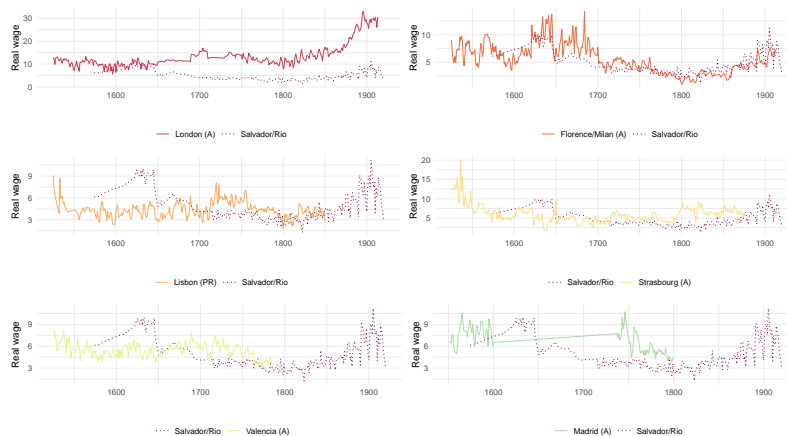 Real wage
30
20
10
0
1600 1700 1800 1900
London (A) Salvador/Rio
Real wage
10
5
1600 1700 1800 1900
Florence/Milan (A) Salvador/Rio
Real wage
9
6
3
1600 1700 1800 1900
Lisbon (PR) Salvador/Rio
Real wage
20
15
10
5
1600 1700 1800 1900
Salvador/Rio Strasbourg (A)
Real wage
9
6
3
1600 1700 1800 1900
Salvador/Rio Valencia (A)
Real wage
9
6
3
1600 1700 1800 1900
Madrid (A) Salvador/Rio